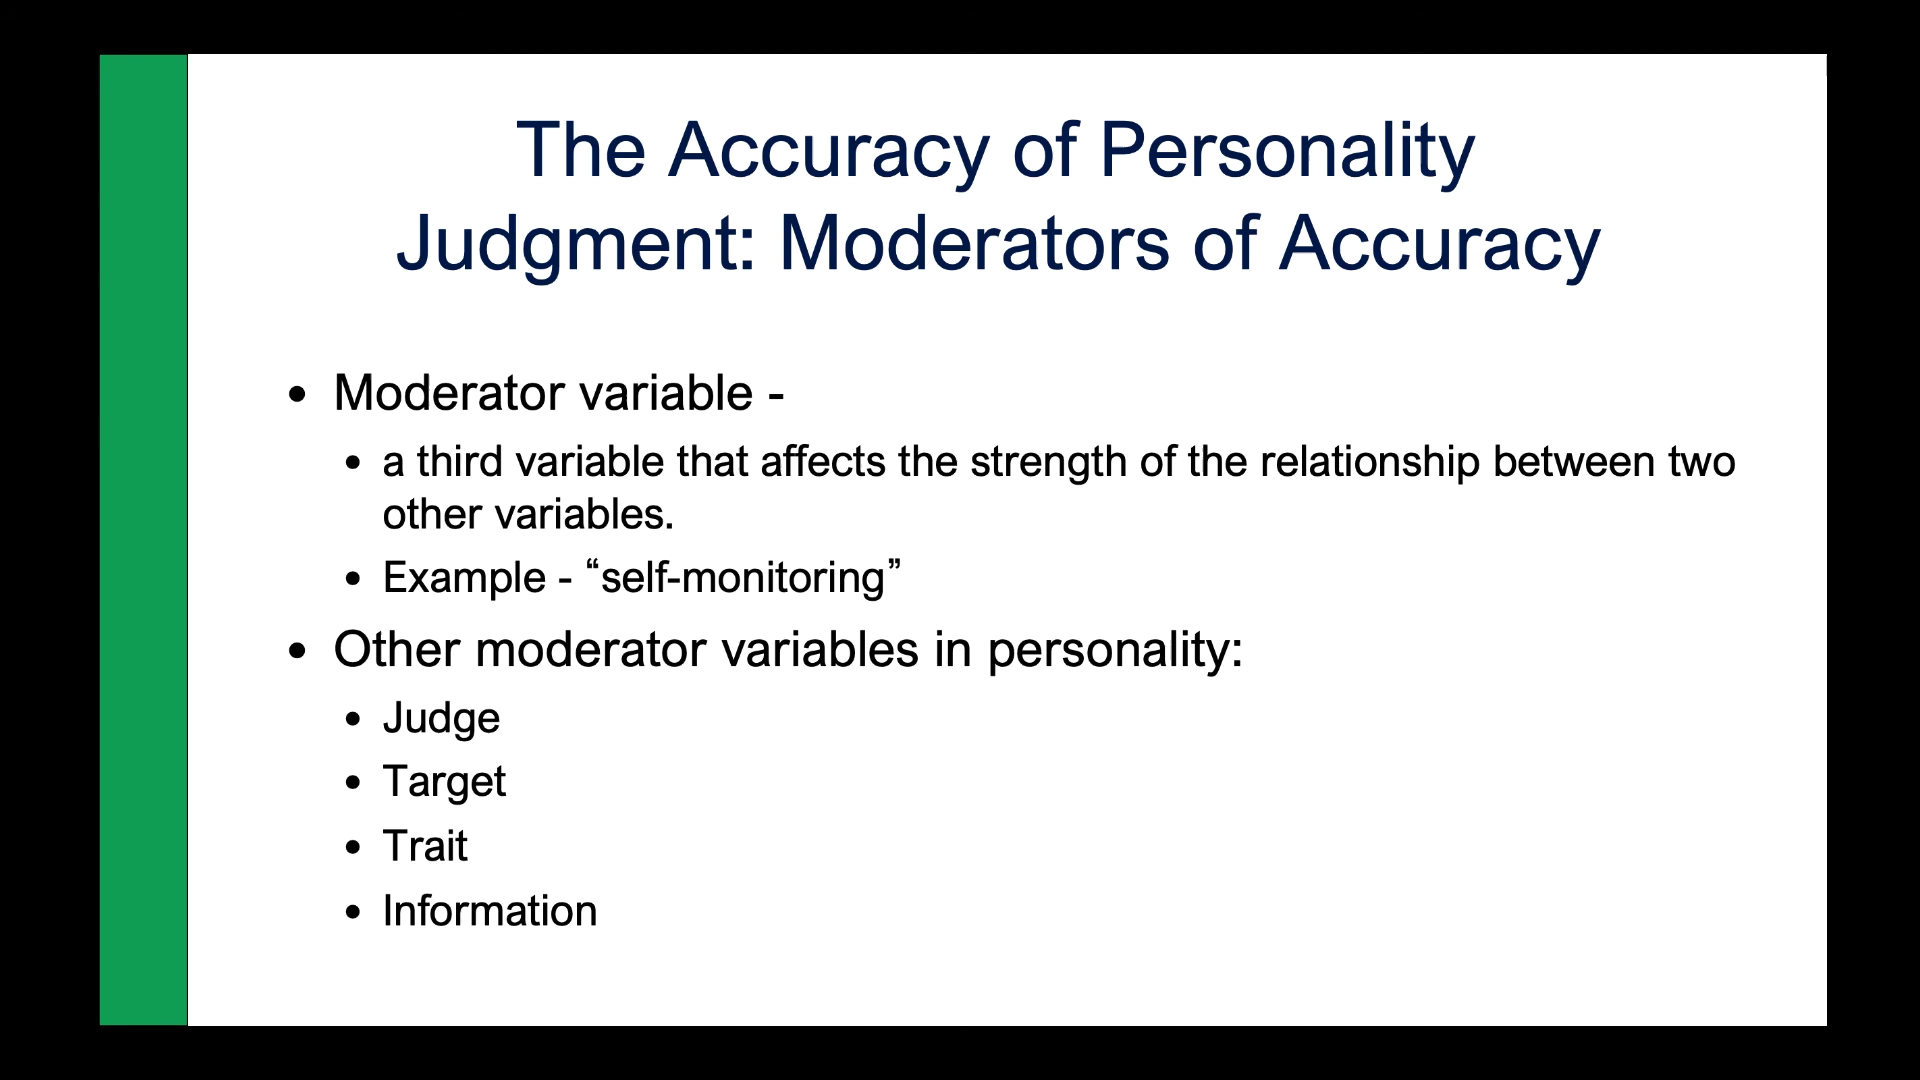 The Accuracy of Personality
Judgment: Moderators of Accuracy
• Moderator variable -
• a third variable that affects the strength of the relationship between two
other variables.
• Example - “self-monitoring”
• Other moderator variables in personality:
• Judge
• Target
• Trait
• Information